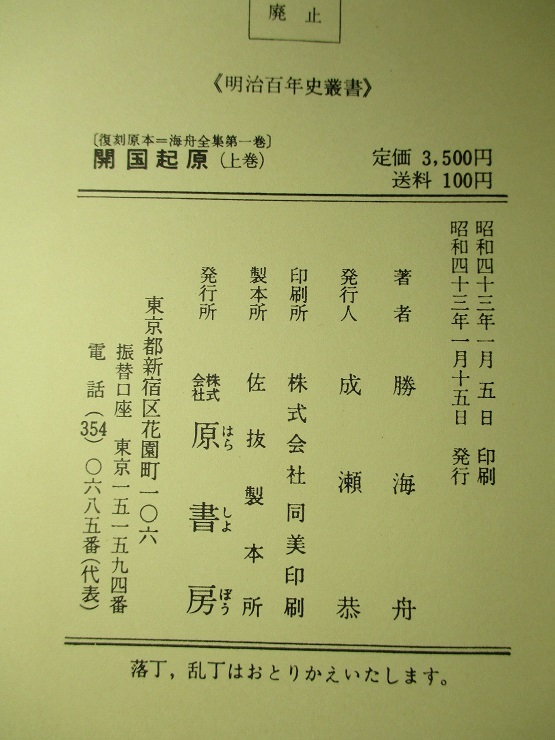 廃止
《明治百年史叢書》
〔復刻原本=海舟全集第一巻〕
開国起原(上巻)
定価 3,500円
送料 100円
昭和四十三年一月 五 日 印刷
昭和四十三年一月十五日 発行
著者 勝海舟
発行人 成瀬恭
印刷所 株式会社同美印刷
製本所 佐抜製本所
発行所 株式会社 原書房
はら しよ ぼう
東京都新宿区花園町一〇六
振替口座 東京一五一五九四番
電話(354)〇六八五番(代表)
落丁,乱丁はおとりかえいたします。